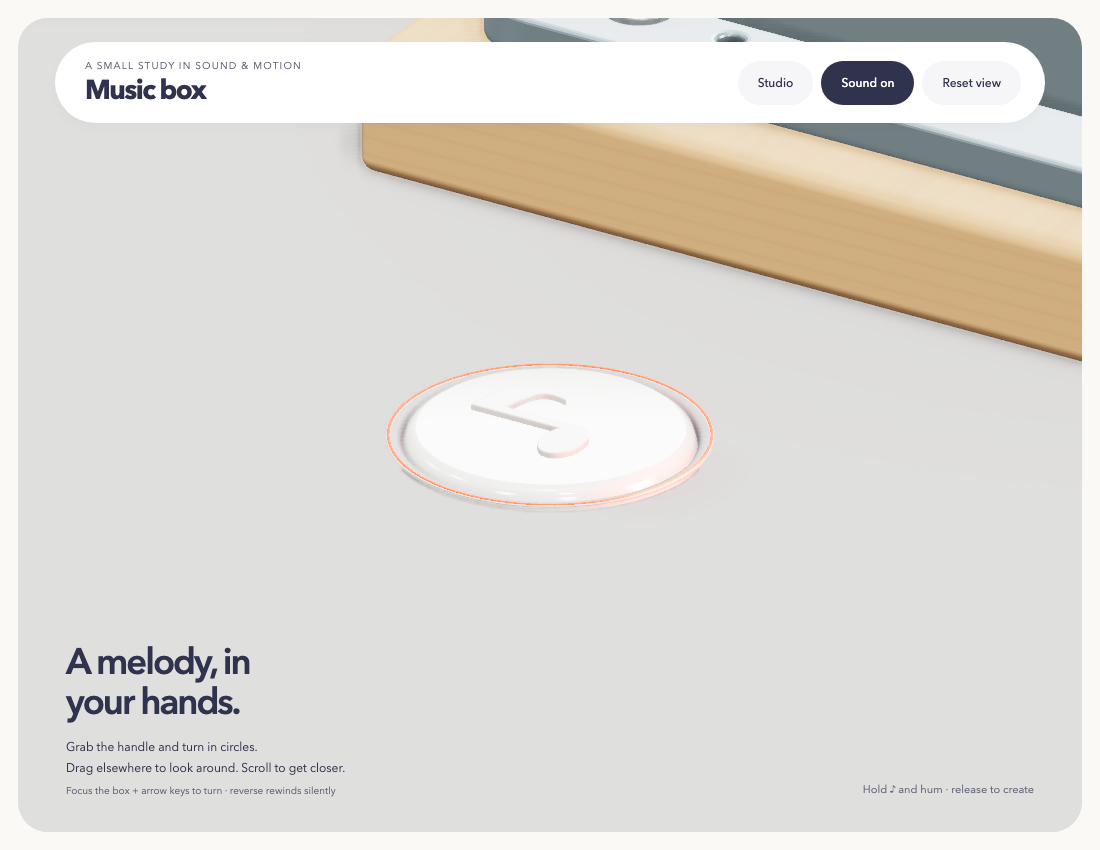 A SMALL STUDY IN SOUND & MOTION
Music box
Studio
Sound on
Reset view
A melody, in
your hands.
Grab the handle and turn in circles.
Drag elsewhere to look around. Scroll to get closer.
Focus the box + arrow keys to turn · reverse rewinds silently
Hold ♪ and hum · release to create